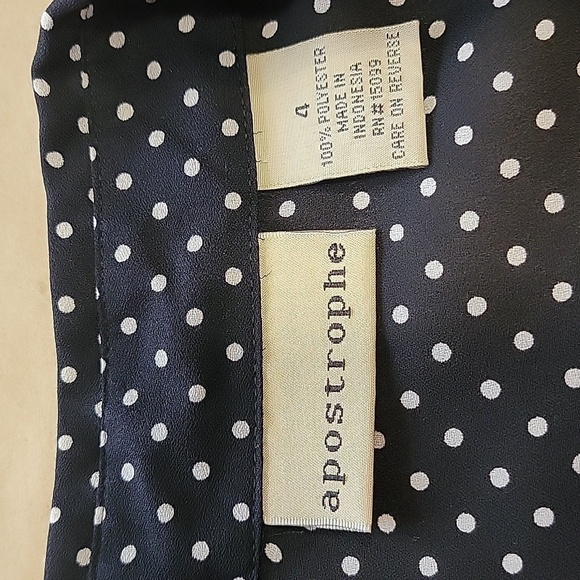 apostrophe
4
100% POLYESTER
MADE IN
INDONESIA
RN#15099
CARE ON REVERSE